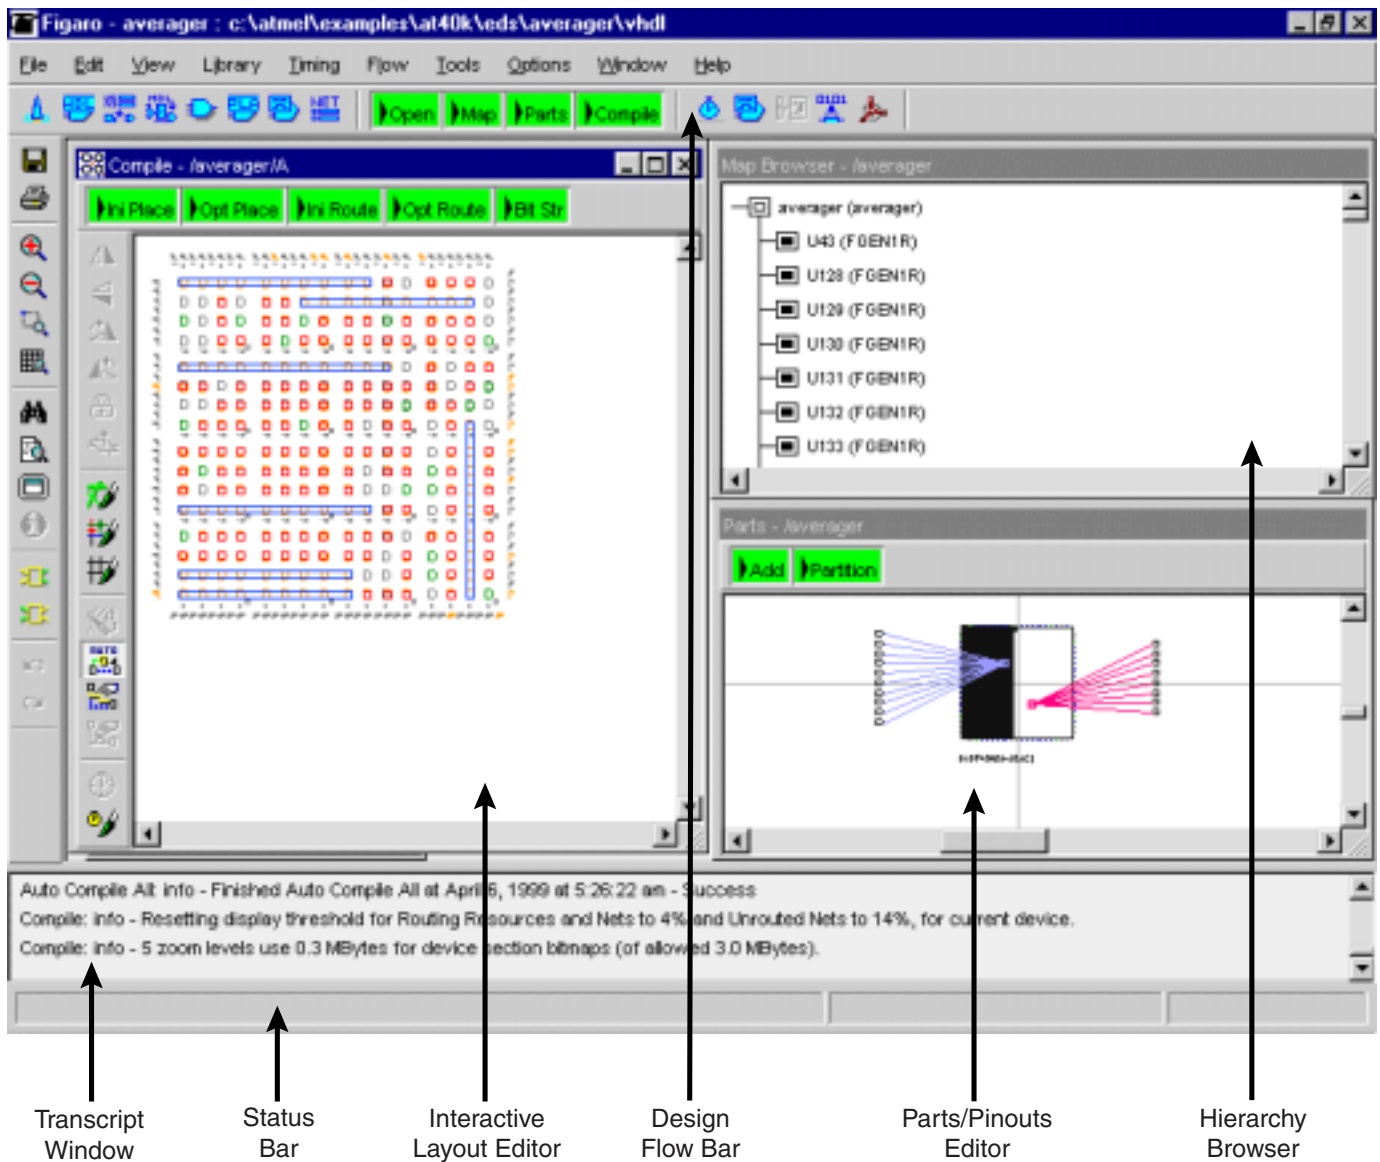 Figaro - averager : c:\atmel\examples\at40k\eds\averager\vhdl
File Edit View Library Timing Flow Tools Options Window Help
NET Open Map Parts Compile 0101
Compile - /averager/A
Ini Place Opt Place Ini Route Opt Route Bit Str
Map Browser - /averager
averager (averager)
U43 (FGEN1R)
U128 (FGEN1R)
U129 (FGEN1R)
U130 (FGEN1R)
U131 (FGEN1R)
U132 (FGEN1R)
U133 (FGEN1R)
Parts - /averager
Add Partition
AUTO
Auto Compile All: info - Finished Auto Compile All at April 6, 1999 at 5:26:22 am - Success
Compile: info - Resetting display threshold for Routing Resources and Nets to 4% and Unrouted Nets to 14%, for current device.
Compile: info - 5 zoom levels use 0.3 MBytes for device section bitmaps (of allowed 3.0 MBytes).
Transcript Window
Status Bar
Interactive Layout Editor
Design Flow Bar
Parts/Pinouts Editor
Hierarchy Browser